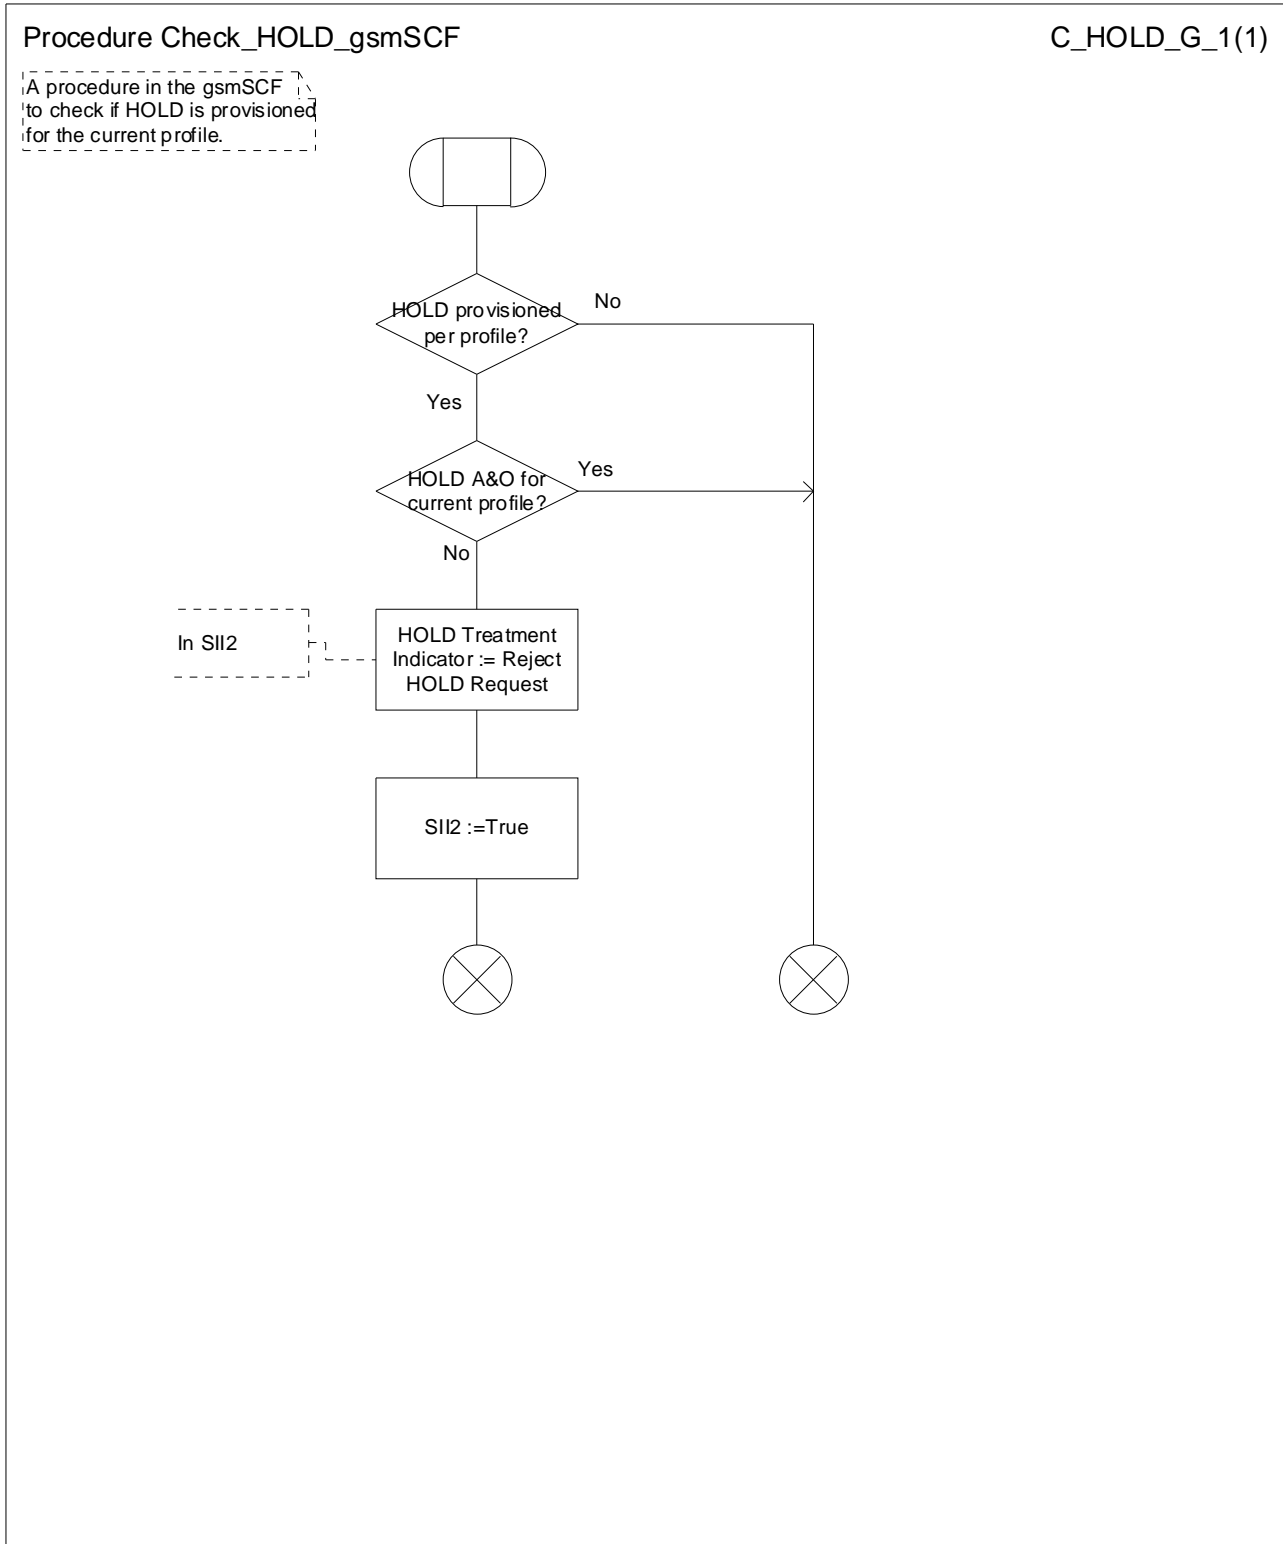 Procedure Check_HOLD_gsmSCF
C_HOLD_G_1(1)
A procedure in the gsmSCF
to check if HOLD is provisioned
for the current profile.
HOLD provisioned
per profile?
No
Yes
HOLD A&O for
current profile?
Yes
No
In SII2
HOLD Treatment
Indicator := Reject
HOLD Request
SII2 :=True